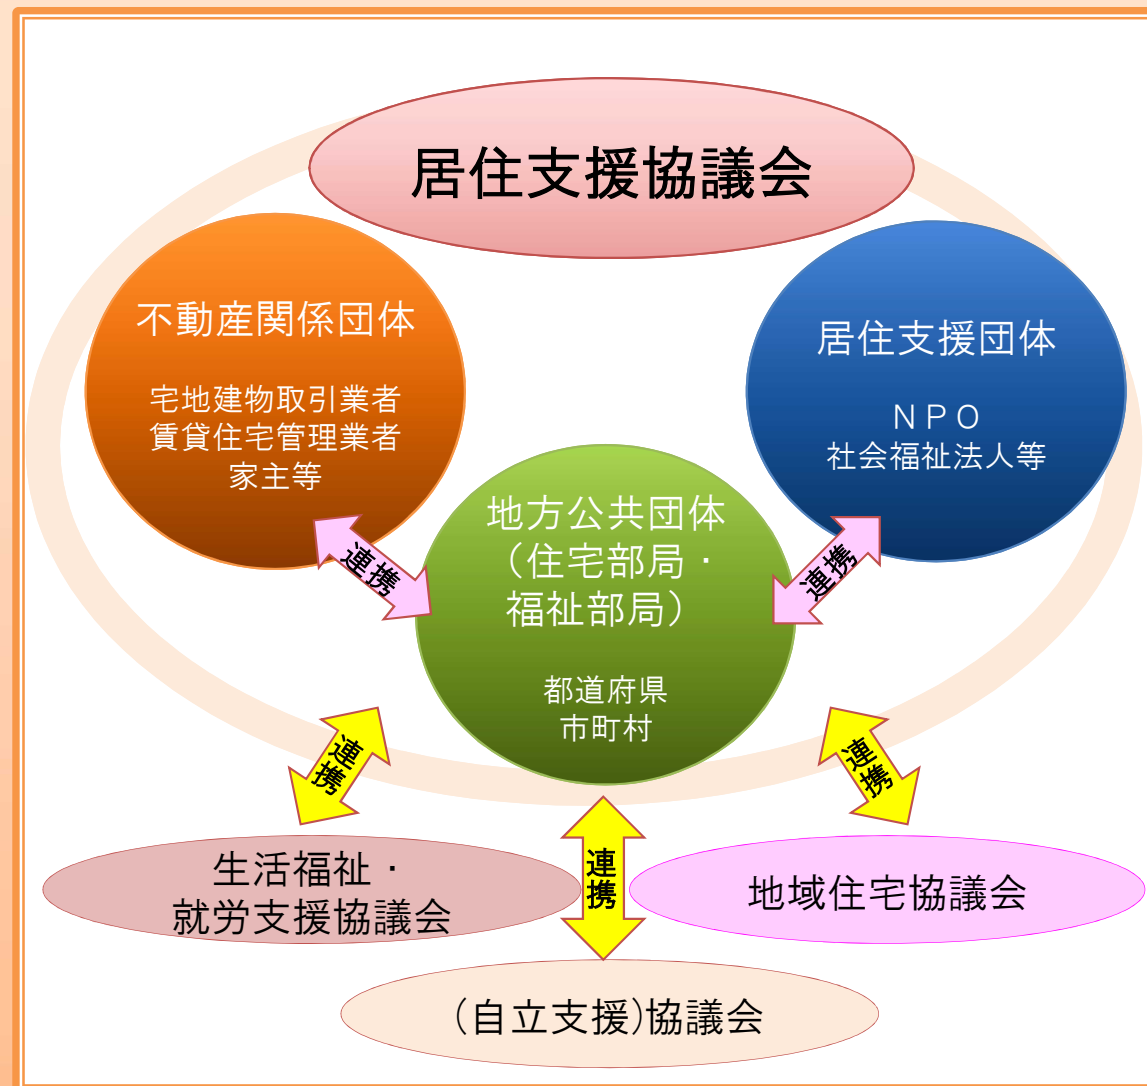 居住支援協議会
不動産関係団体
宅地建物取引業者
賃貸住宅管理業者
家主等
居住支援団体
ＮＰＯ
社会福祉法人等
地方公共団体
（住宅部局・
福祉部局）
都道府県
市町村
連携
連携
連携
連携
連携
生活福祉・
就労支援協議会
地域住宅協議会
（自立支援）協議会